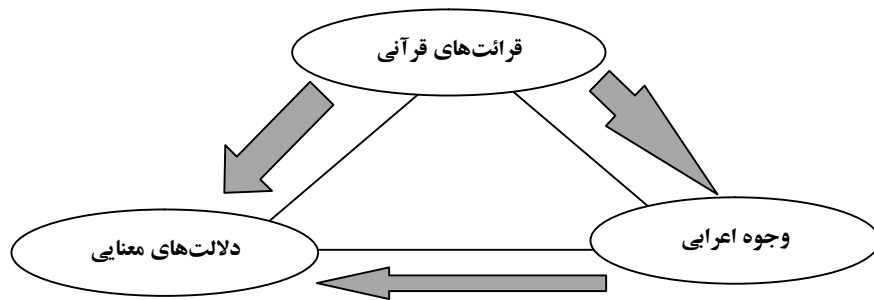 قرائت‌های قرآنی
وجوه اعرابی
دلالت‌های معنایی